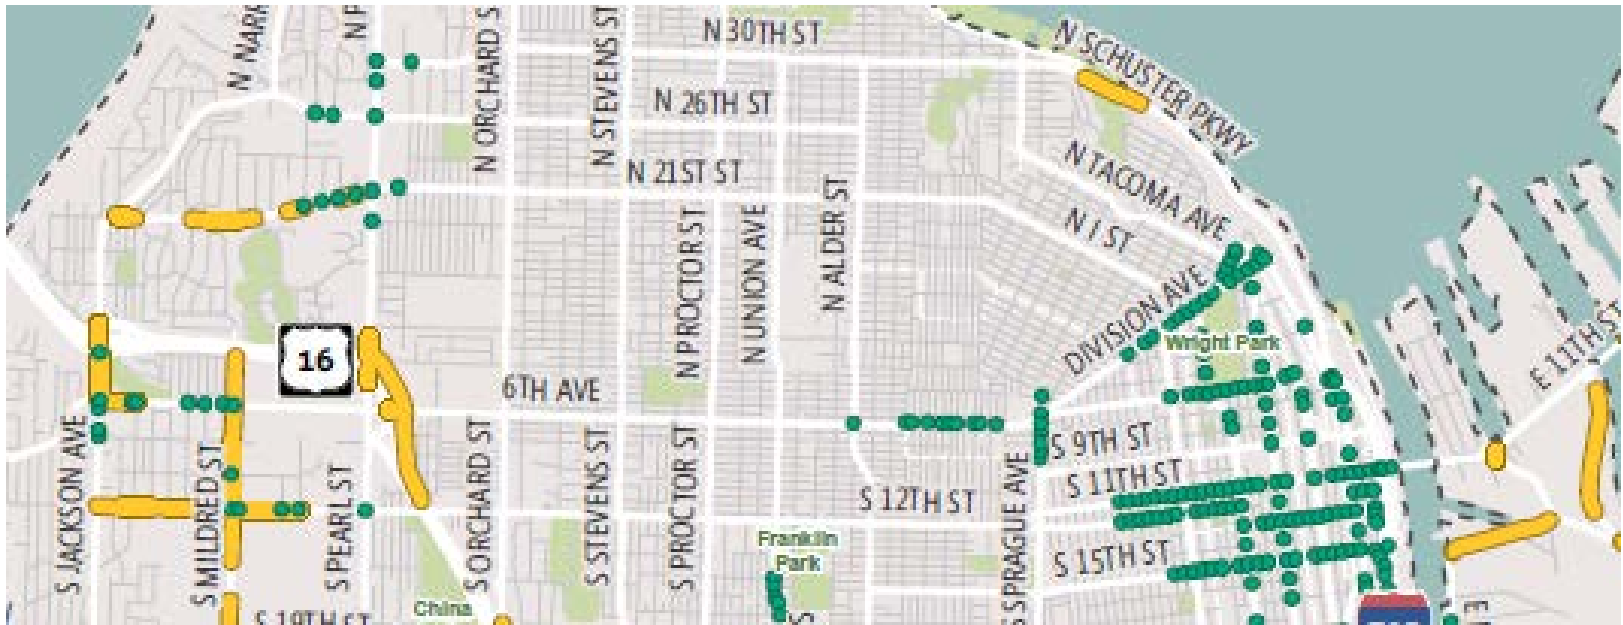 N 30TH ST
N SCHUSTER PKWY
N ORCHARD S
N STEVENS ST
N 26TH ST
N 21ST ST
N TACOMA AVE
N I ST
N PROCTOR ST
N UNION AVE
N ALDER ST
DIVISION AVE
Wright Park
E 11TH ST
16
6TH AVE
S JACKSON AVE
S MILDRED ST
S PEARL ST
S ORCHARD ST
S STEVENS ST
S PROCTOR ST
S 9TH ST
S 11TH ST
S 12TH ST
S SPRAGUE AVE
S 15TH ST
Franklin
Park
China
S 19TH ST